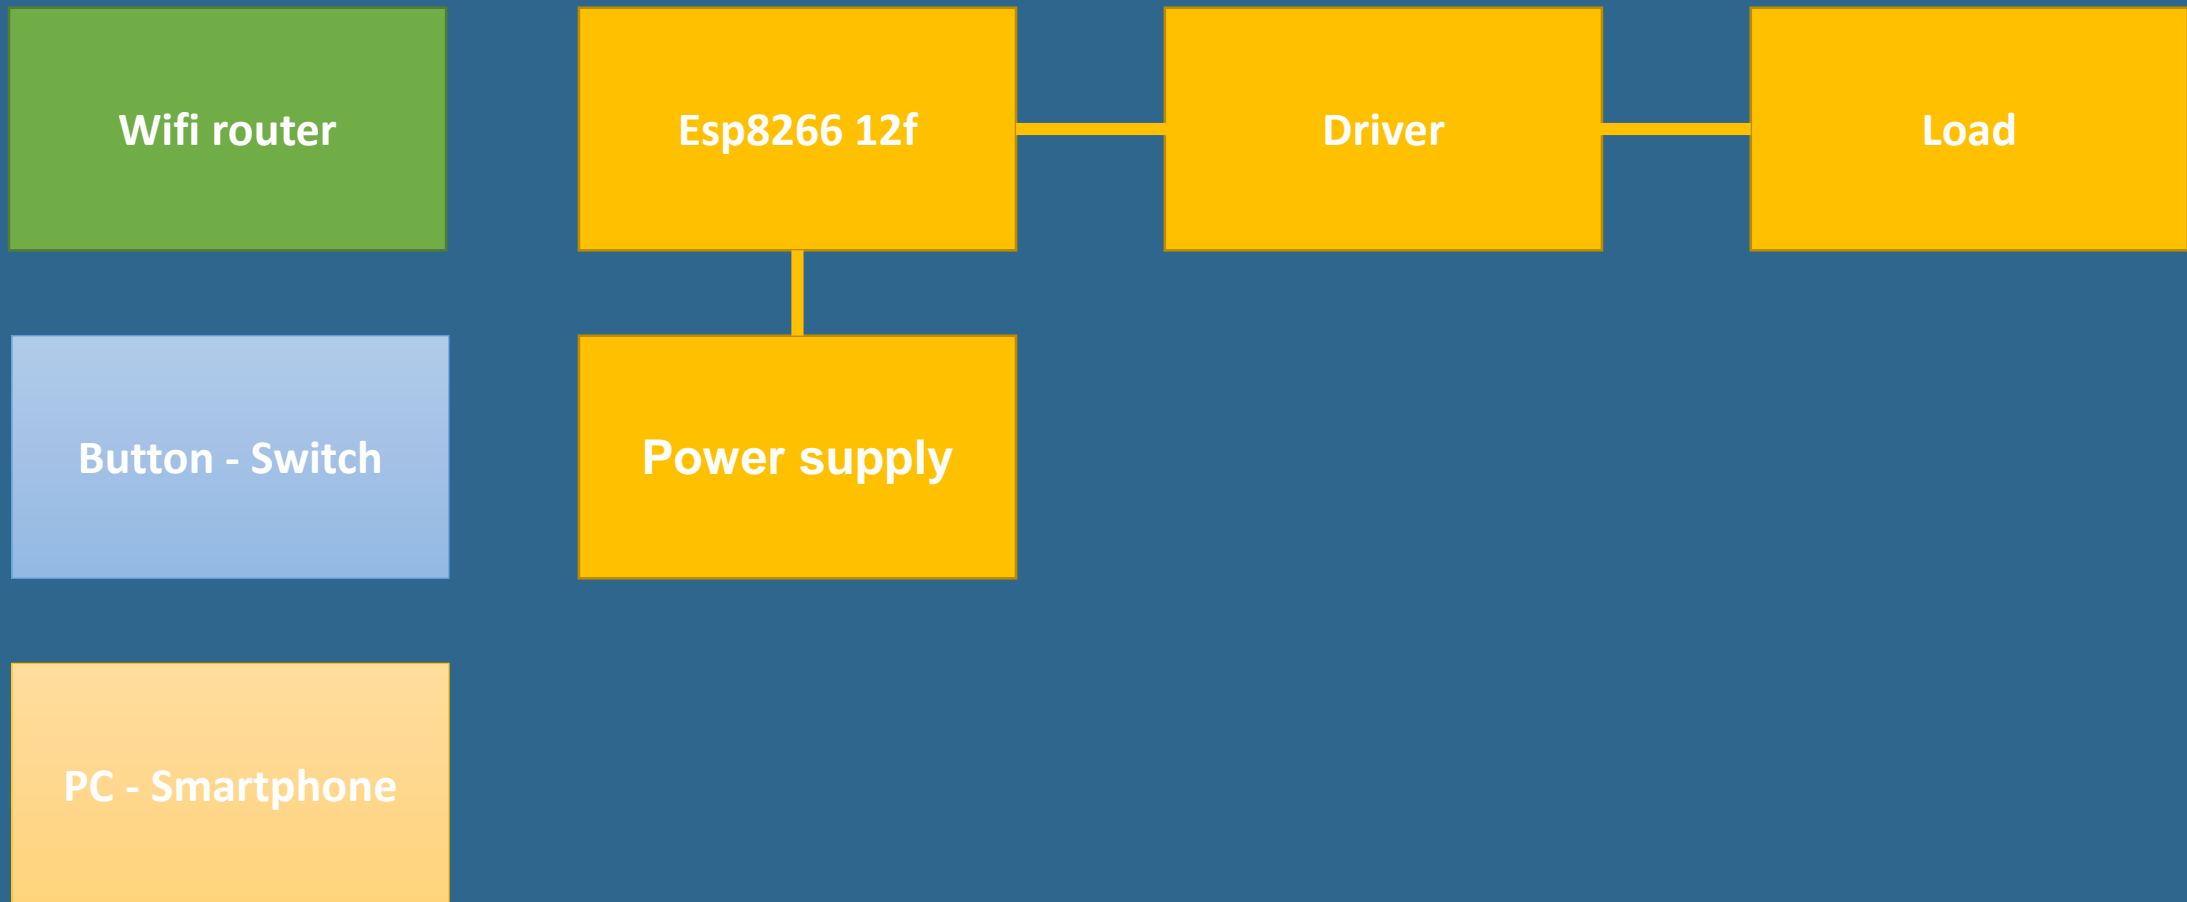 Wifi router
Esp8266 12f
Driver
Load
Button - Switch
Power supply
PC - Smartphone